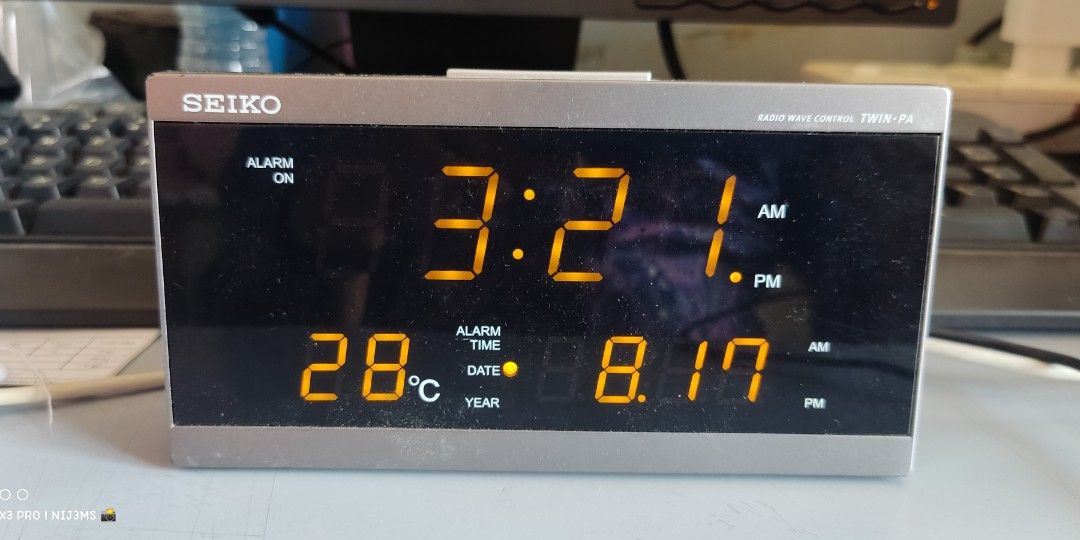 SEIKO
RADIO WAVE CONTROL TWIN-PA
ALARM
ON
3:21
AM
PM
28°C
ALARM
TIME
DATE
YEAR
8.17
AM
PM
X3 PRO | NIJ3MS